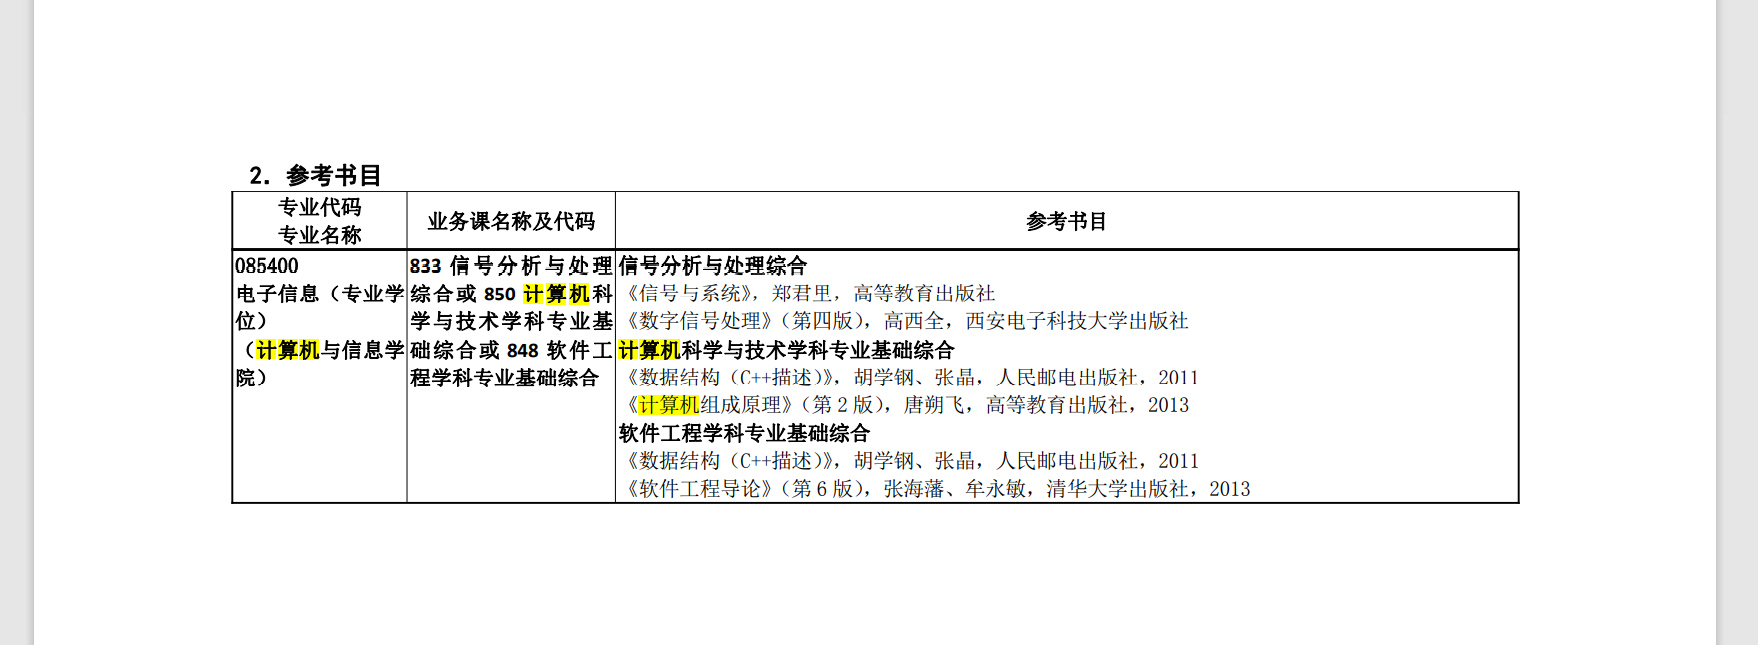 2. 参考书目
专业代码
专业名称
业务课名称及代码
参考书目
085400
电子信息（专业学
位）
（计算机与信息学
院）
833 信号分析与处理
综合或 850 计算机科
学与技术学科专业基
础综合或 848 软件工
程学科专业基础综合
信号分析与处理综合
《信号与系统》，郑君里，高等教育出版社
《数字信号处理》（第四版），高西全，西安电子科技大学出版社
计算机科学与技术学科专业基础综合
《数据结构（C++描述）》，胡学钢、张晶，人民邮电出版社，2011
《计算机组成原理》（第 2 版），唐朔飞，高等教育出版社，2013
软件工程学科专业基础综合
《数据结构（C++描述）》，胡学钢、张晶，人民邮电出版社，2011
《软件工程导论》（第 6 版），张海藩、牟永敏，清华大学出版社，2013